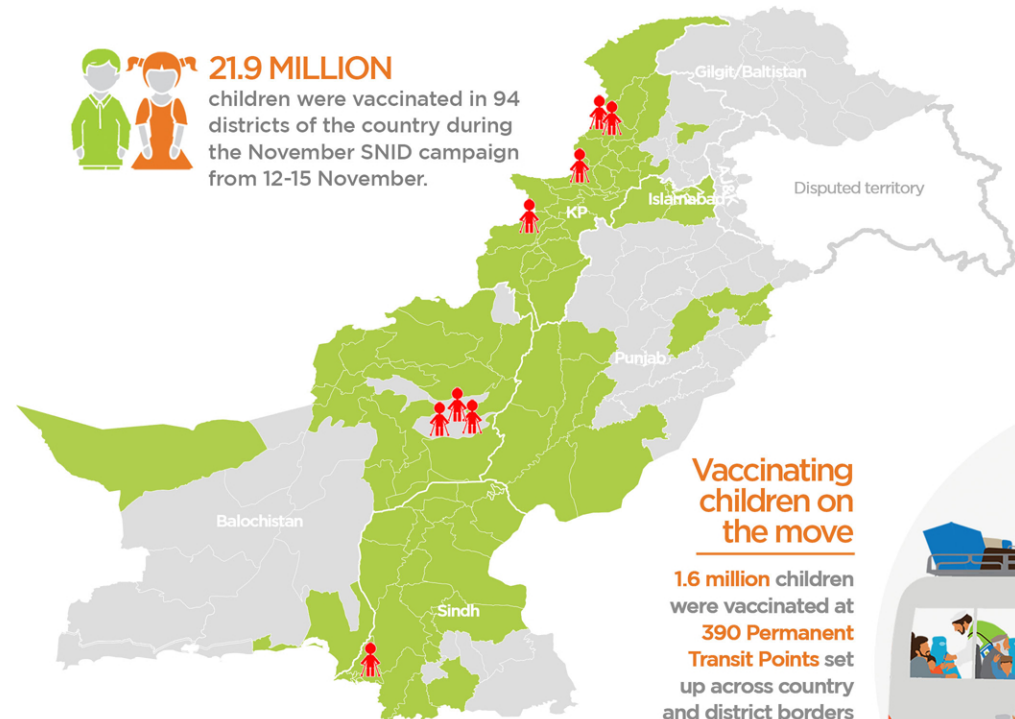 21.9 MILLION
children were vaccinated in 94
districts of the country during
the November SNID campaign
from 12-15 November.
Gilgit/Baltistan
Disputed territory
AJ&K
Islamabad
KP
Punjab
Balochistan
Sindh
Vaccinating
children on
the move
1.6 million children
were vaccinated at
390 Permanent
Transit Points set
up across country
and district borders